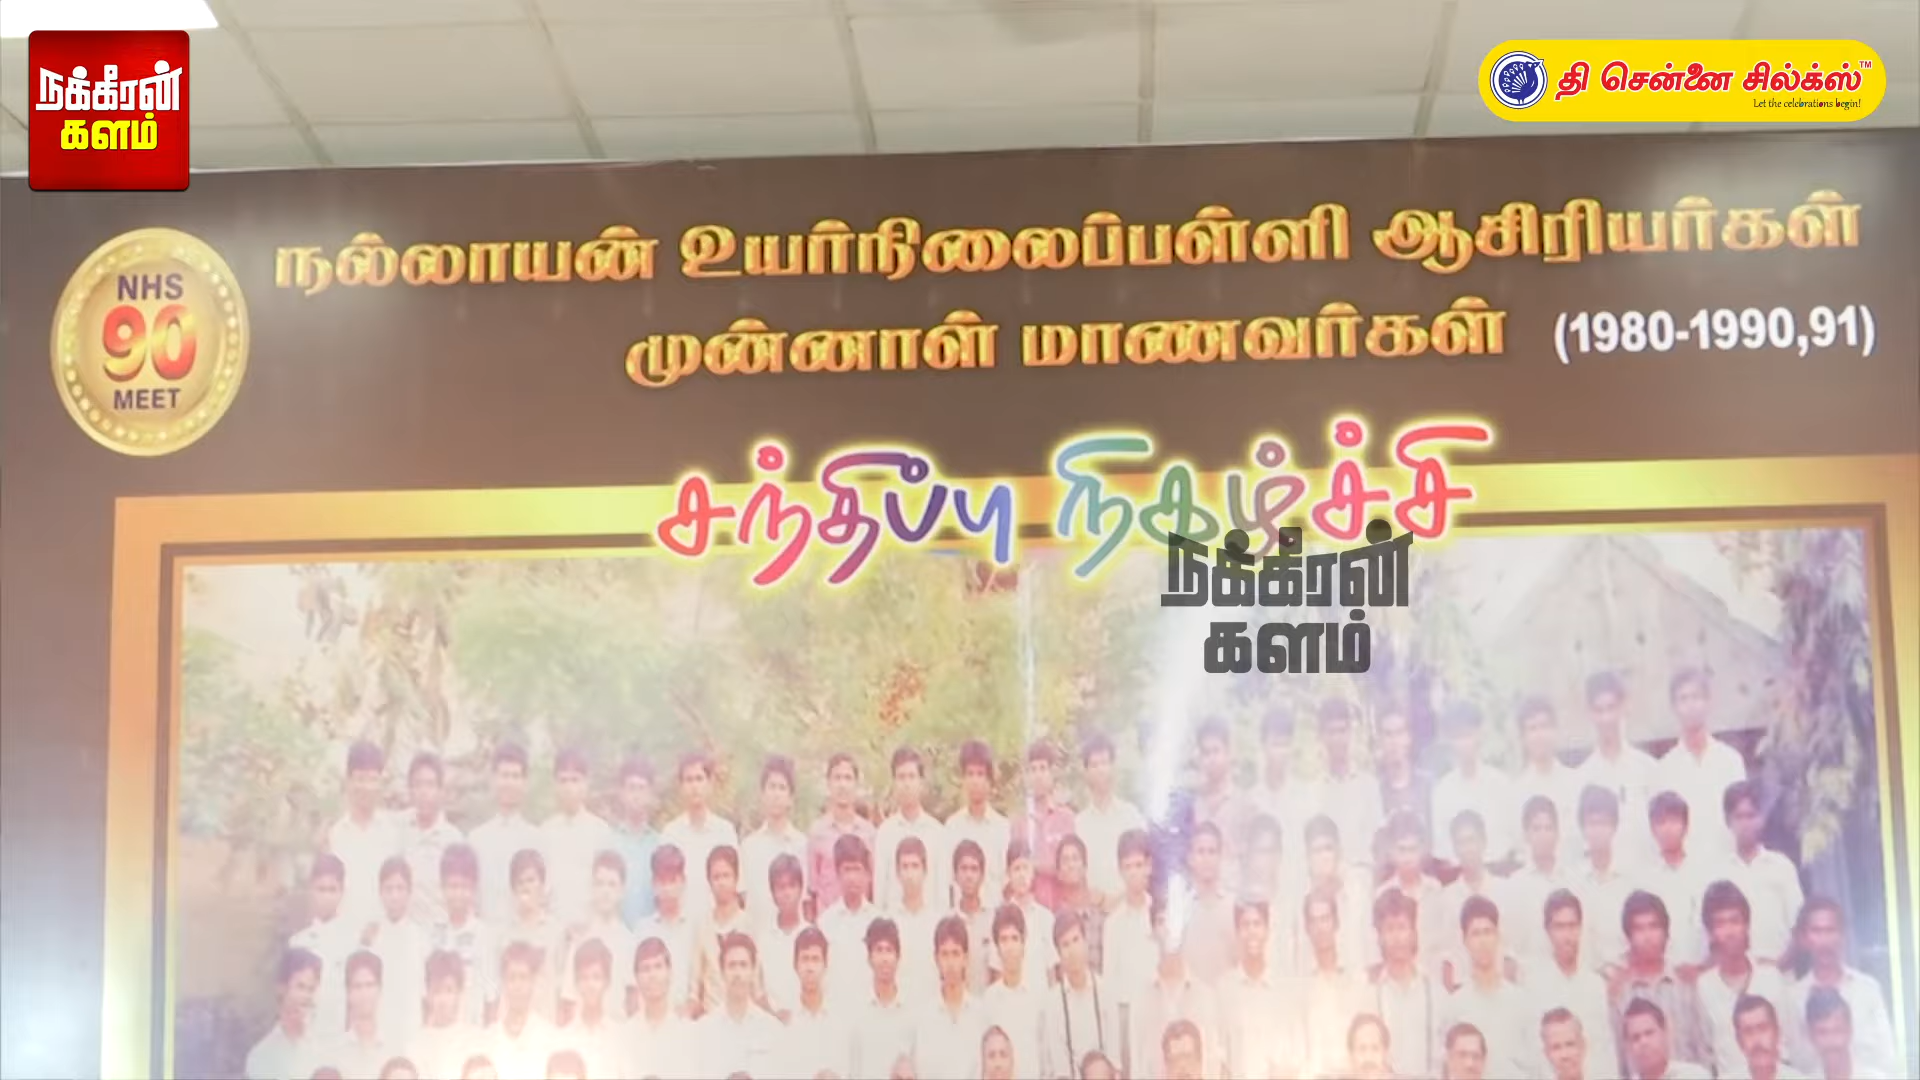 நக்கீரன்
களம்
தி சென்னை சில்க்ஸ்™
Let the celebrations begin!
NHS
90
MEET
நல்லாயன் உயர்நிலைப்பள்ளி ஆசிரியர்கள்
முன்னாள் மாணவர்கள் (1980-1990,91)
சந்திப்பு நிகழ்ச்சி
நக்கீரன்
களம்